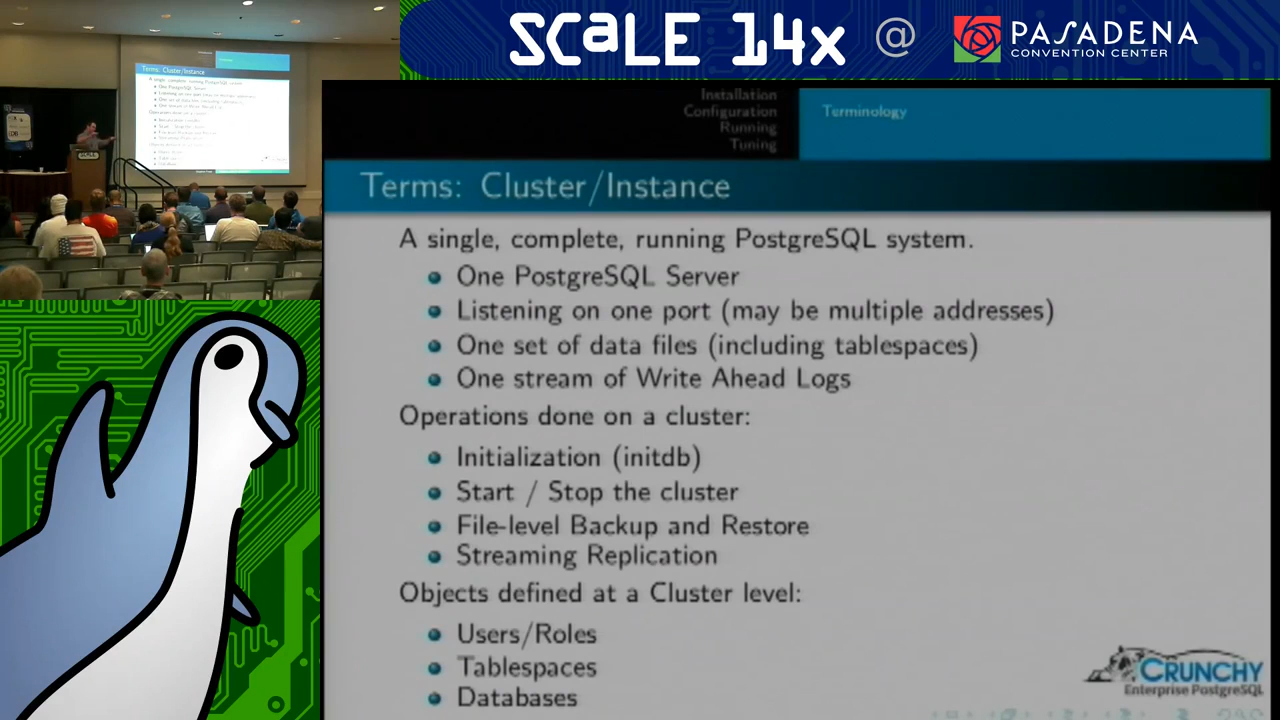 SCaLE 14x @ PASADENA
CONVENTION CENTER
Installation
Configuration
Running
Tuning
Terminology
Terms: Cluster/Instance
A single, complete, running PostgreSQL system.
One PostgreSQL Server
Listening on one port (may be multiple addresses)
One set of data files (including tablespaces)
One stream of Write Ahead Logs
Operations done on a cluster:
Initialization (initdb)
Start / Stop the cluster
File-level Backup and Restore
Streaming Replication
Objects defined at a Cluster level:
Users/Roles
Tablespaces
Databases
CRUNCHY
Enterprise PostgreSQL
Terms: Cluster/Instance